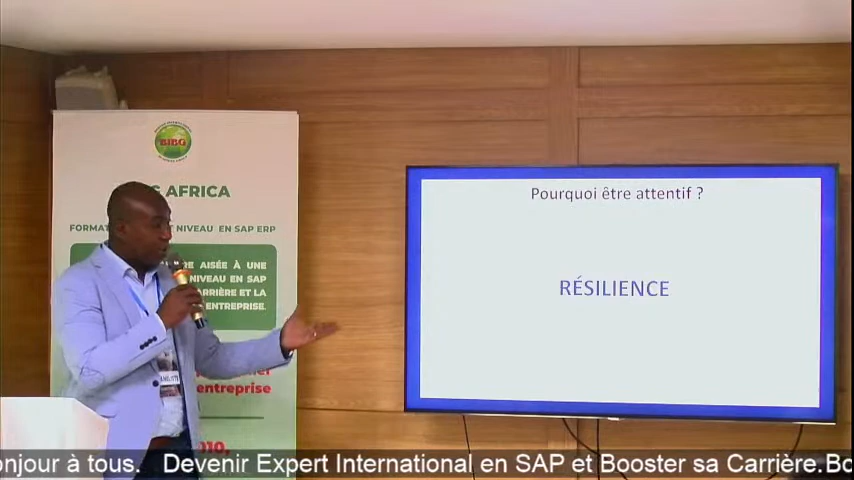 BIBG
AFRICA
NIVEAU EN SAP ERP
AISÉE À UNE
NIVEAU EN SAP
CARRIÈRE ET LA
ENTREPRISE.
entreprise
Pourquoi être attentif ?
RÉSILIENCE
onjour à tous. Devenir Expert International en SAP et Booster sa Carrière.Bo